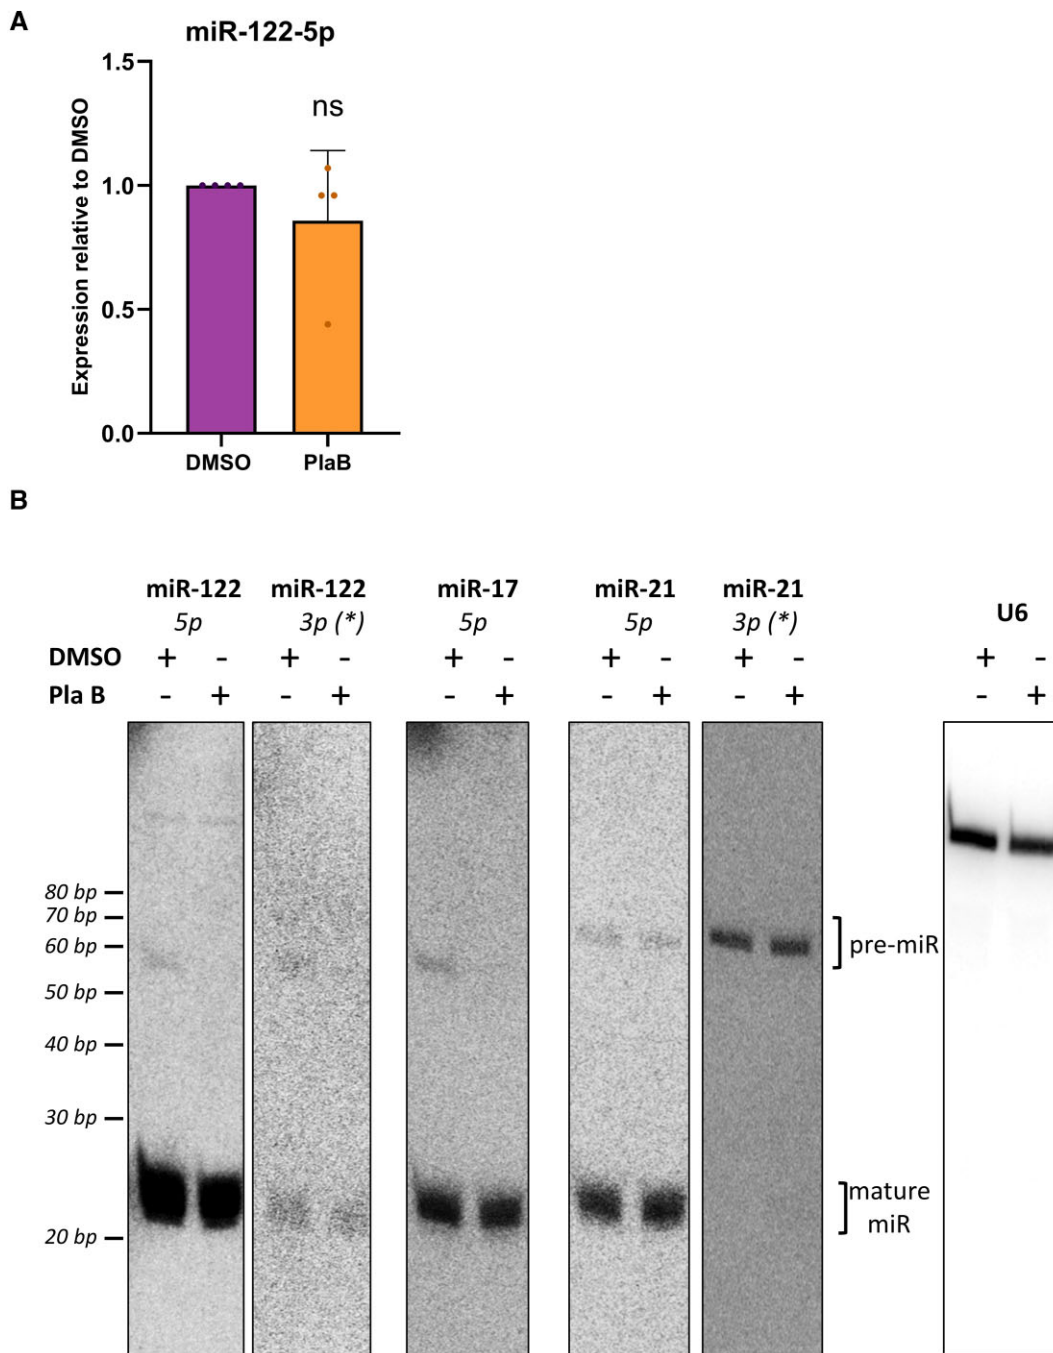 A
miR-122-5p
Expression relative to DMSO
1.5
1.0
0.5
0.0
ns
DMSO PlaB
B
miR-122 miR-122 miR-17 miR-21 miR-21 U6
5p 3p (*) 5p 5p 3p (*)
DMSO + - + - + - + - + - + -
Pla B - + - + - + - + - + - +
80 bp
70 bp
60 bp
50 bp
40 bp
30 bp
20 bp
pre-miR
mature
miR